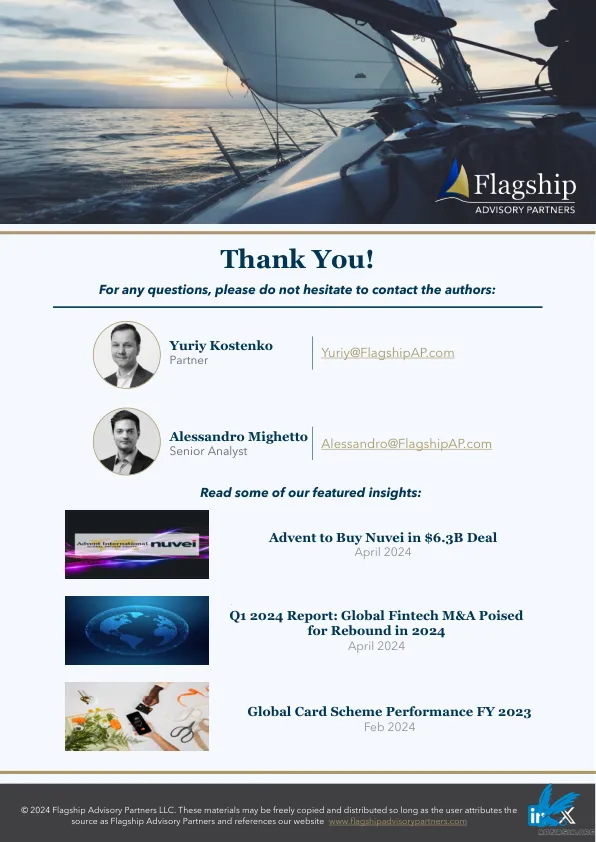 Flagship
ADVISORY PARTNERS
Thank You!
For any questions, please do not hesitate to contact the authors:
Yuriy Kostenko
Partner
Yuriy@FlagshipAP.com
Alessandro Mighetto
Senior Analyst
Alessandro@FlagshipAP.com
Read some of our featured insights:
Advent International
nuvei
Advent to Buy Nuvei in $6.3B Deal
April 2024
Q1 2024 Report: Global Fintech M&A Poised
for Rebound in 2024
April 2024
Global Card Scheme Performance FY 2023
Feb 2024
© 2024 Flagship Advisory Partners LLC. These materials may be freely copied and distributed so long as the user attributes the
source as Flagship Advisory Partners and references our website www.flagshipadvisorypartners.com
in X